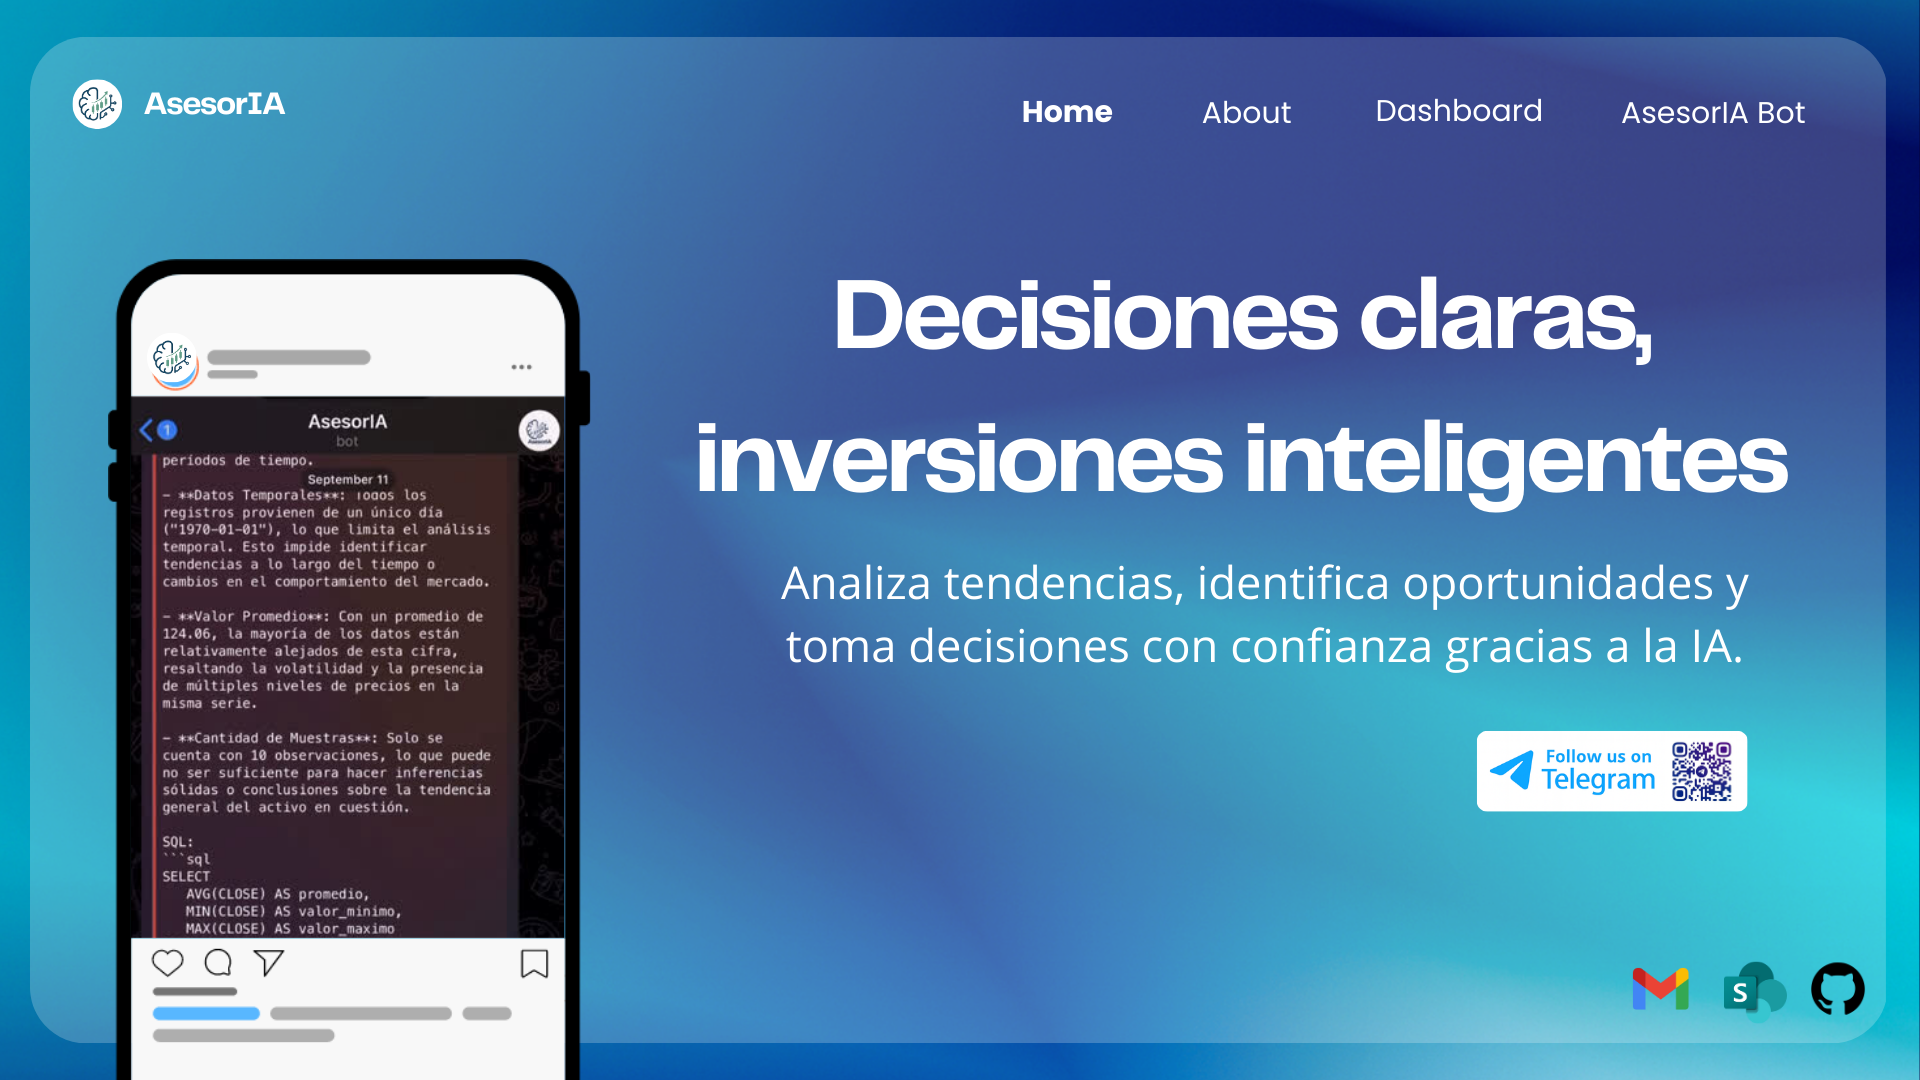 AsesorIA
Home
About
Dashboard
AsesorIA Bot
Decisiones claras,
inversiones inteligentes
Analiza tendencias, identifica oportunidades y
toma decisiones con confianza gracias a la IA.
Follow us on
Telegram
1
AsesorIA
bot
períodos de tiempo.
September 11
– **Datos Temporales**: Todos los
registros provienen de un único día
("1970–01–01"), lo que limita el análisis
temporal. Esto impide identificar
tendencias a lo largo del tiempo o
cambios en el comportamiento del mercado.
– **Valor Promedio**: Con un promedio de
124.06, la mayoría de los datos están
relativamente alejados de esta cifra,
resaltando la volatilidad y la presencia
de múltiples niveles de precios en la
misma serie.
– **Cantidad de Muestras**: Solo se
cuenta con 10 observaciones, lo que puede
no ser suficiente para hacer inferencias
sólidas o conclusiones sobre la tendencia
general del activo en cuestión.
SQL:
```sql
SELECT
AVG(CLOSE) AS promedio,
MIN(CLOSE) AS valor_minimo,
MAX(CLOSE) AS valor_maximo
S